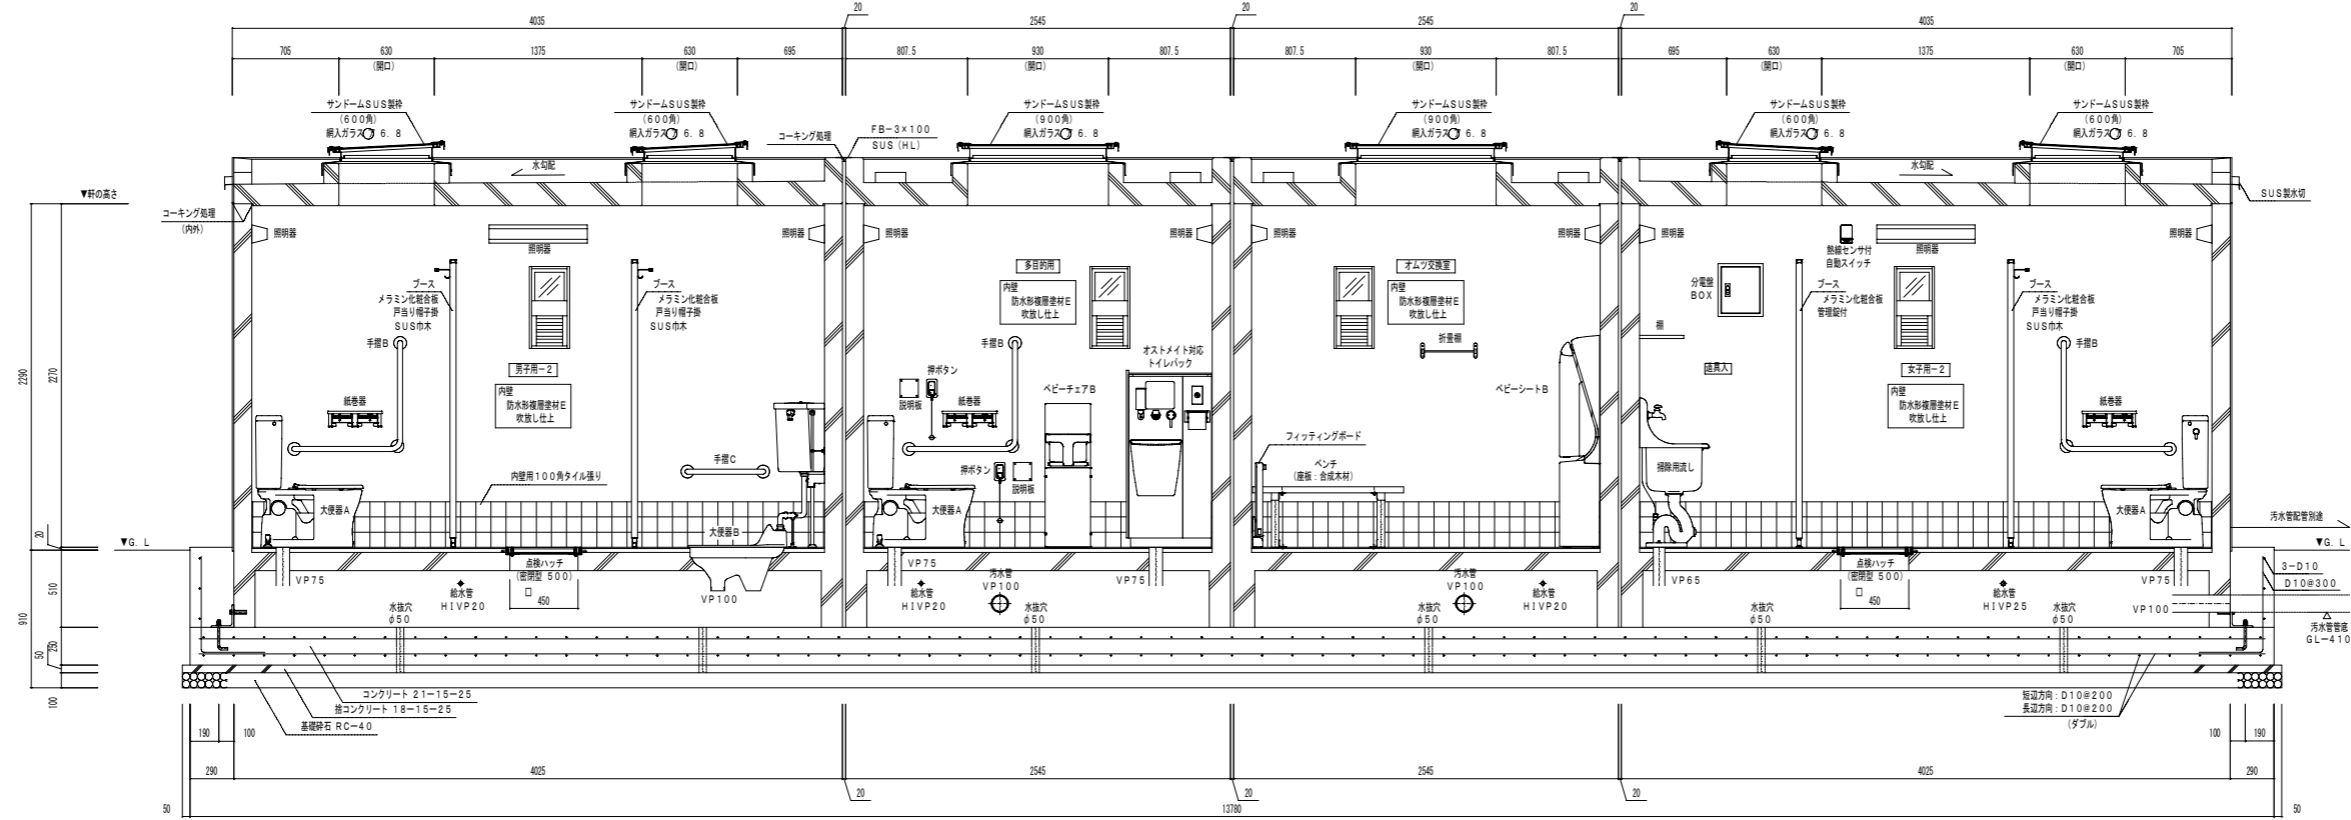 20 20 20
4035 2545 2545 4035
705 630 1375 630 695 807.5 930 807.5 807.5 930 807.5 695 630 1375 630 705
(開口) (開口) (開口) (開口) (開口) (開口)
サンドームSUS製枠 サンドームSUS製枠 サンドームSUS製枠 サンドームSUS製枠 サンドームSUS製枠 サンドームSUS製枠
(600角) (600角) (900角) (900角) (600角) (600角)
網入ガラス 6.8 網入ガラス 6.8 網入ガラス 6.8 網入ガラス 6.8 網入ガラス 6.8 網入ガラス 6.8
コーキング処理 FB-3×100
SUS(HL)
水勾配 水勾配
▼軒の高さ
SUS製水切
コーキング処理
(内外)
照明器 照明器 照明器 照明器 照明器 照明器 照明器 照明器
照明器 照明器
熱線センサ付
自動スイッチ
多目的用 オムツ交換室
内壁
防水形複層塗材E
吹放し仕上
内壁
防水形複層塗材E
吹放し仕上
分電盤
BOX
ブース
メラミン化粧合板
戸当り帽子掛
SUS巾木
ブース
メラミン化粧合板
戸当り帽子掛
SUS巾木
ブース
メラミン化粧合板
管理錠付
ブース
メラミン化粧合板
戸当り帽子掛
SUS巾木
棚
手摺B 手摺B 折畳棚 手摺B
オストメイト対応
トイレパック
男子用-2 道具入 女子用-2
内壁
防水形複層塗材E
吹放し仕上
内壁
防水形複層塗材E
吹放し仕上
押ボタン
説明板
紙巻器 紙巻器 紙巻器
ベビーチェアB ベビーシートB
フィッティングボード
ベンチ
(座板:合成木材)
掃除用流し
手摺C
押ボタン
説明板
内壁用100角タイル張り
大便器A 大便器B 大便器A 大便器A
汚水管配管別途
▼G.L ▼G.L
2290 2270
20
910 510
50 250
100
点検ハッチ
(密閉型 500)
□
450
点検ハッチ
(密閉型 500)
□
450
VP75 VP100 VP75 VP75 VP65 VP75 VP100
給水管
HIVP20
給水管
HIVP20
汚水管
VP100
汚水管
VP100
給水管
HIVP20
給水管
HIVP25
水抜穴
φ50
水抜穴
φ50
水抜穴
φ50
水抜穴
φ50
水抜穴
φ50
3-D10
D10@300
汚水管管底
GL-410
コンクリート 21-15-25
捨コンクリート 18-15-25
基礎砕石 RC-40
短辺方向:D10@200
長辺方向:D10@200
(ダブル)
190 100 100 190
290 4025 2545 2545 4025 290
20 20 20
50 13780 50